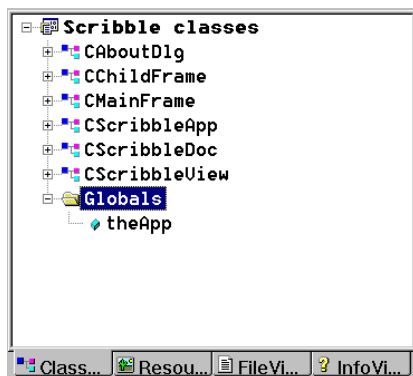 Scribble classes
CAboutDlg
CChildFrame
CMainFrame
CScribbleApp
CScribbleDoc
CScribbleView
Globals
theApp
Class... Resou... FileVi... InfoVi...